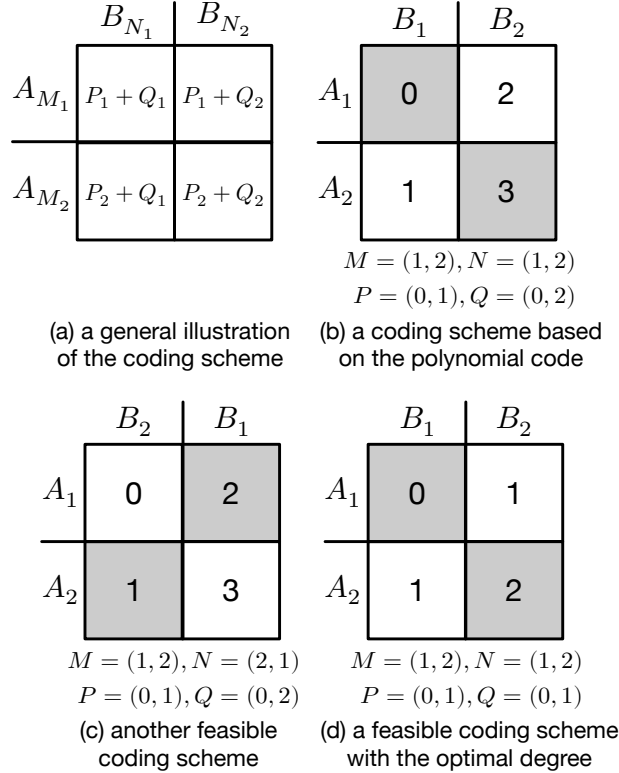 B_{N_1} B_{N_2}
A_{M_1} P_1 + Q_1 P_1 + Q_2
A_{M_2} P_2 + Q_1 P_2 + Q_2
(a) a general illustration
of the coding scheme
B_1 B_2
A_1 0 2
A_2 1 3
M = (1, 2), N = (1, 2)
P = (0, 1), Q = (0, 2)
(b) a coding scheme based
on the polynomial code
B_2 B_1
A_1 0 2
A_2 1 3
M = (1, 2), N = (2, 1)
P = (0, 1), Q = (0, 2)
(c) another feasible
coding scheme
B_1 B_2
A_1 0 1
A_2 1 2
M = (1, 2), N = (1, 2)
P = (0, 1), Q = (0, 1)
(d) a feasible coding scheme
with the optimal degree